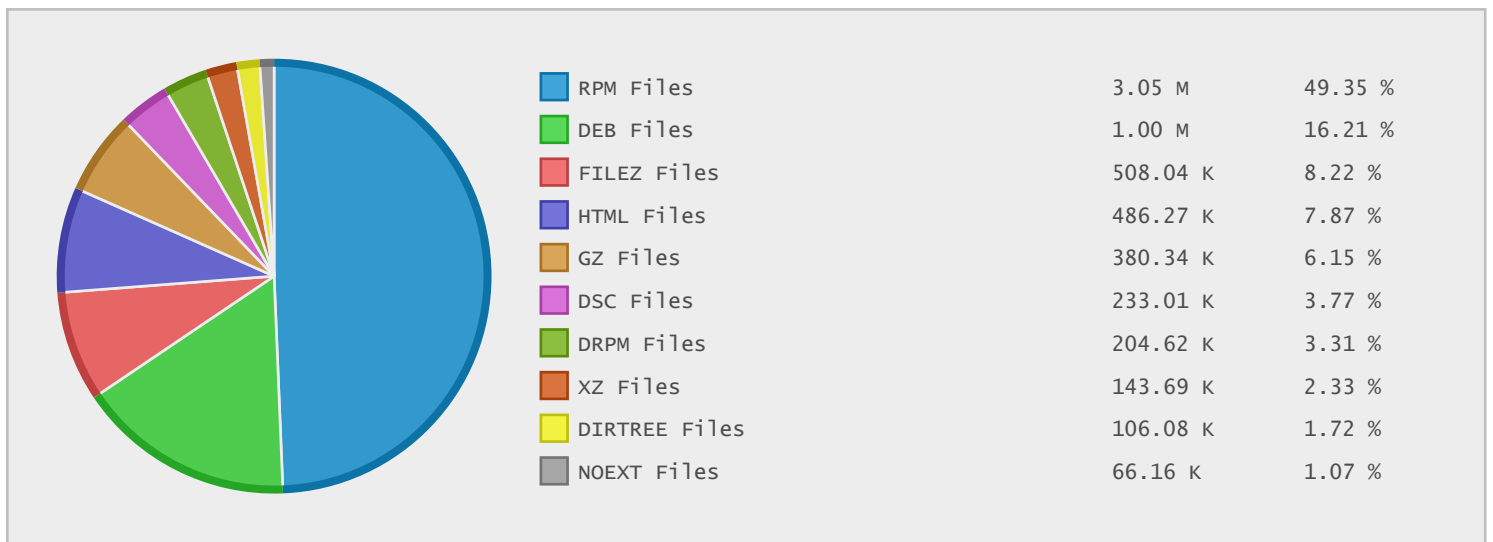 RPM Files 3.05 M 49.35 %
DEB Files 1.00 M 16.21 %
FILEZ Files 508.04 K 8.22 %
HTML Files 486.27 K 7.87 %
GZ Files 380.34 K 6.15 %
DSC Files 233.01 K 3.77 %
DRPM Files 204.62 K 3.31 %
XZ Files 143.69 K 2.33 %
DIRTREE Files 106.08 K 1.72 %
NOEXT Files 66.16 K 1.07 %